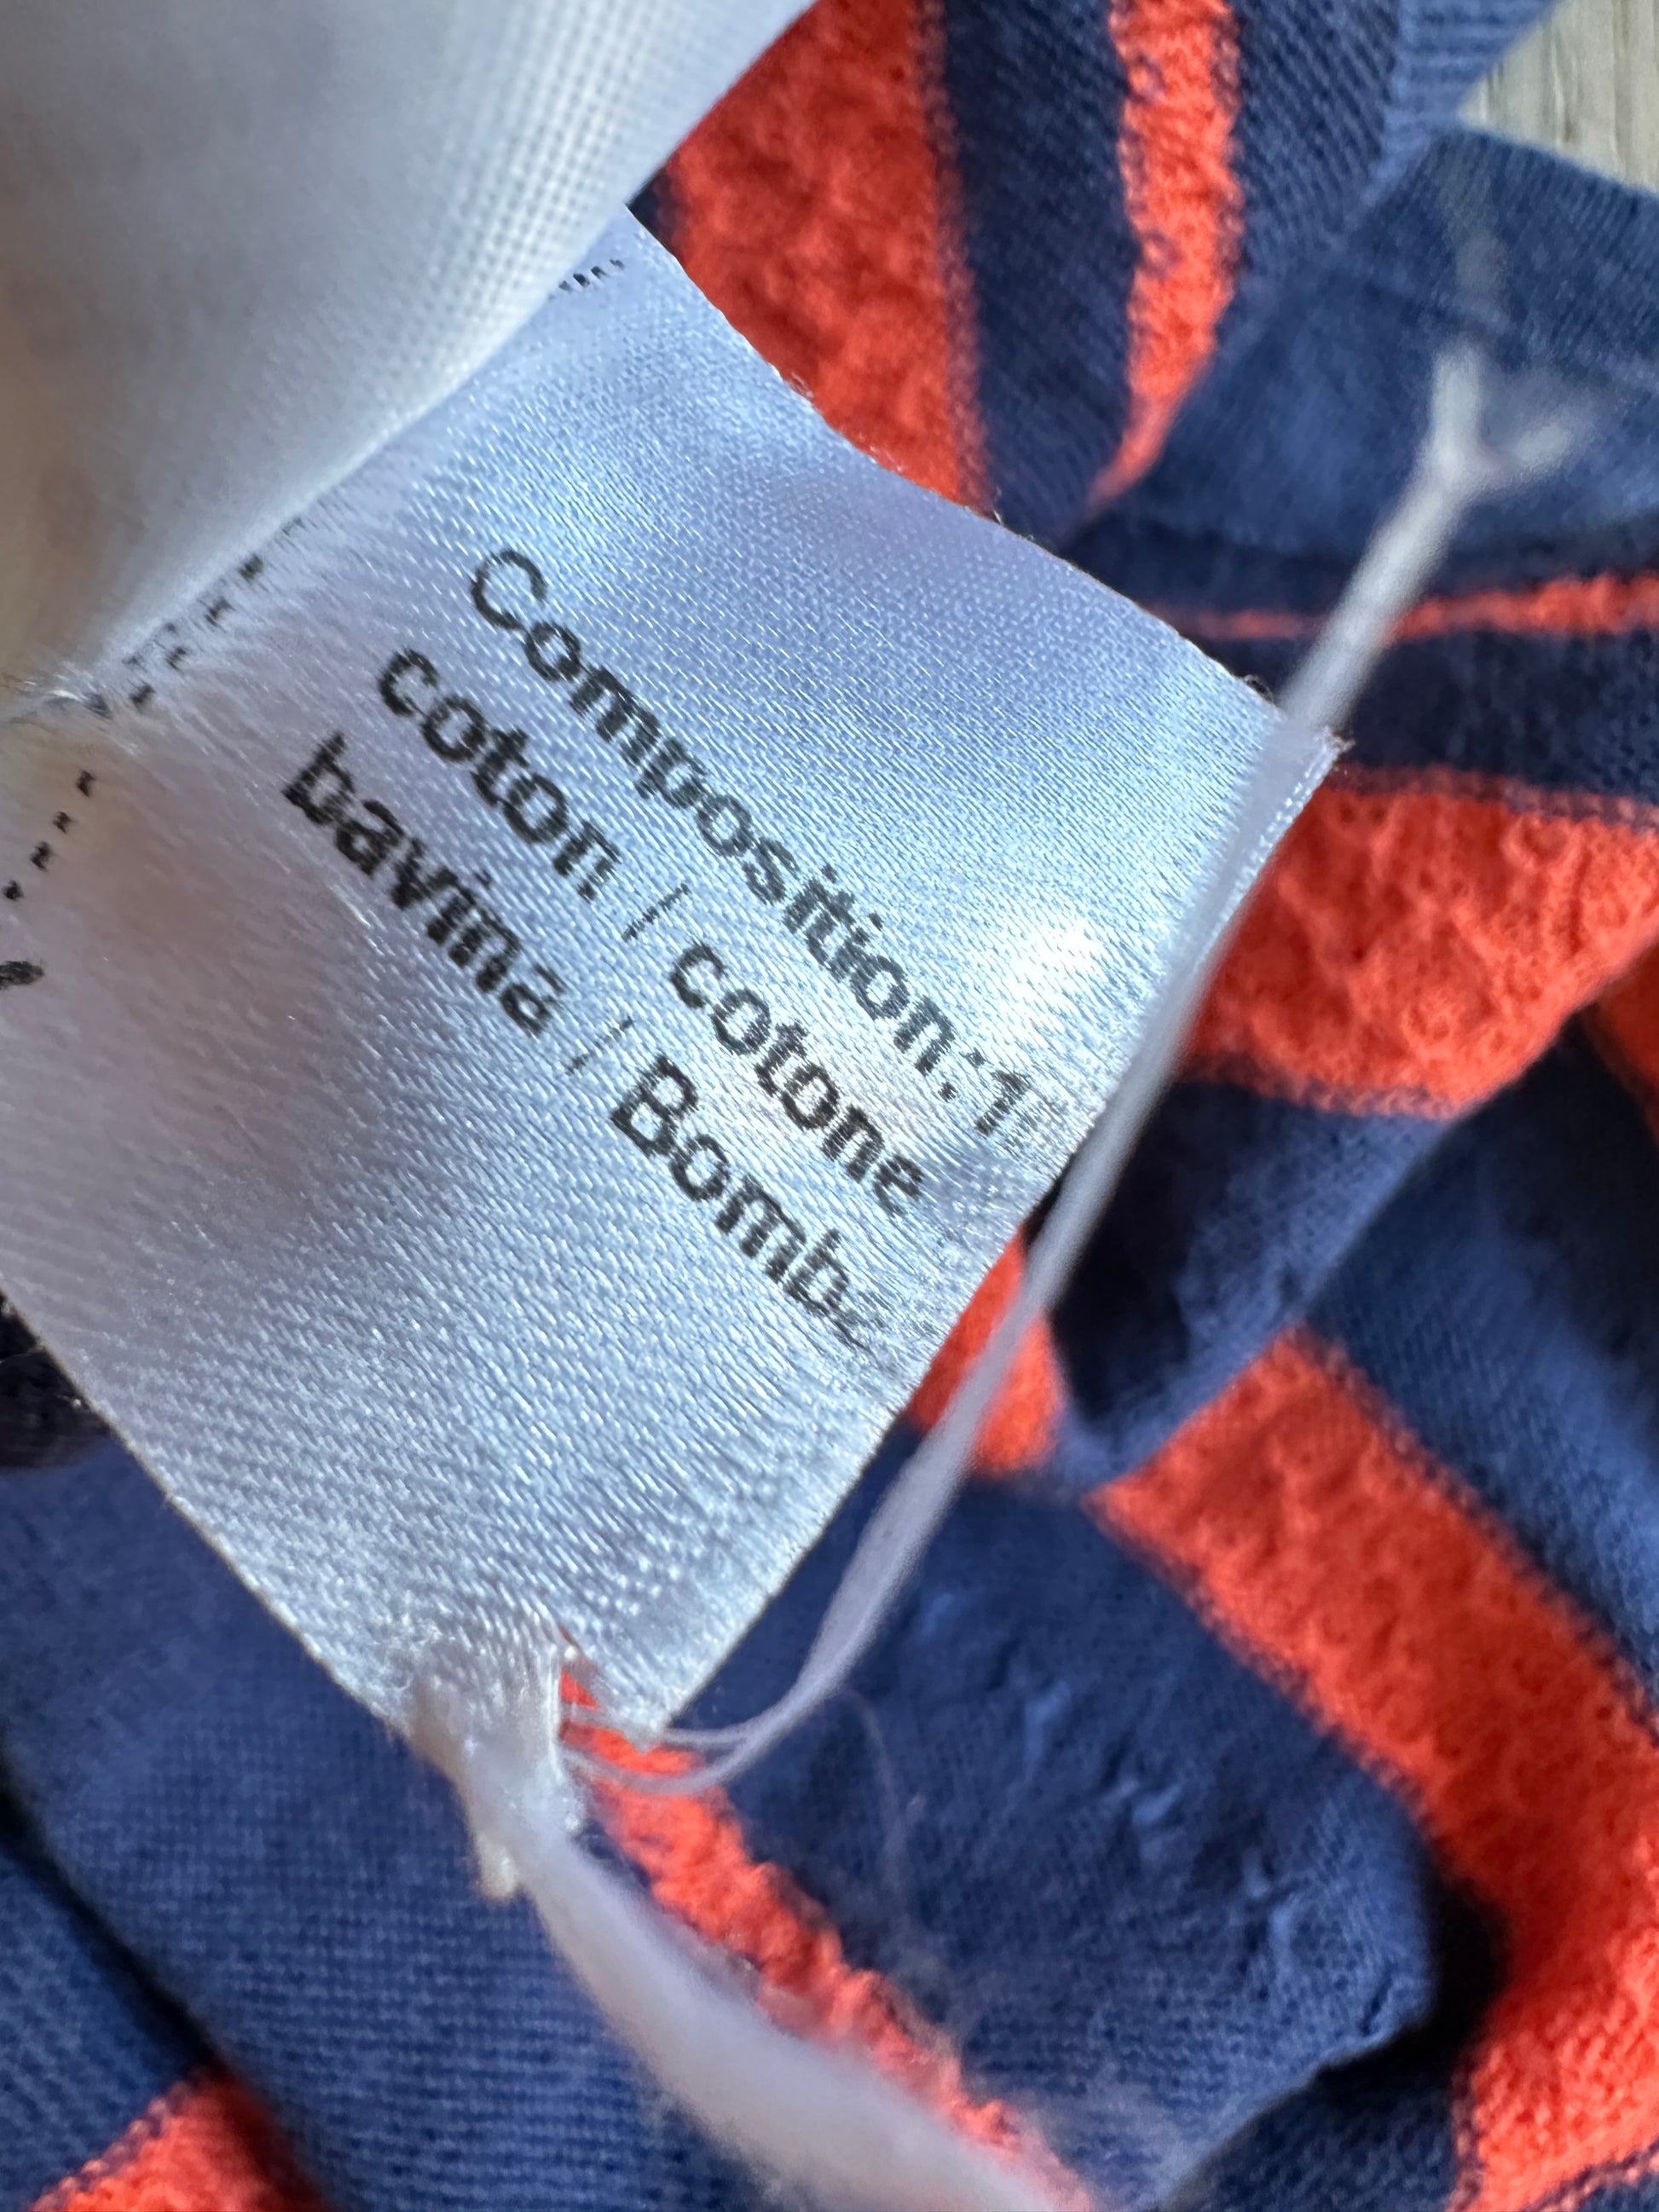 Composition: 1
coton / cotone
bavlna / Bomb